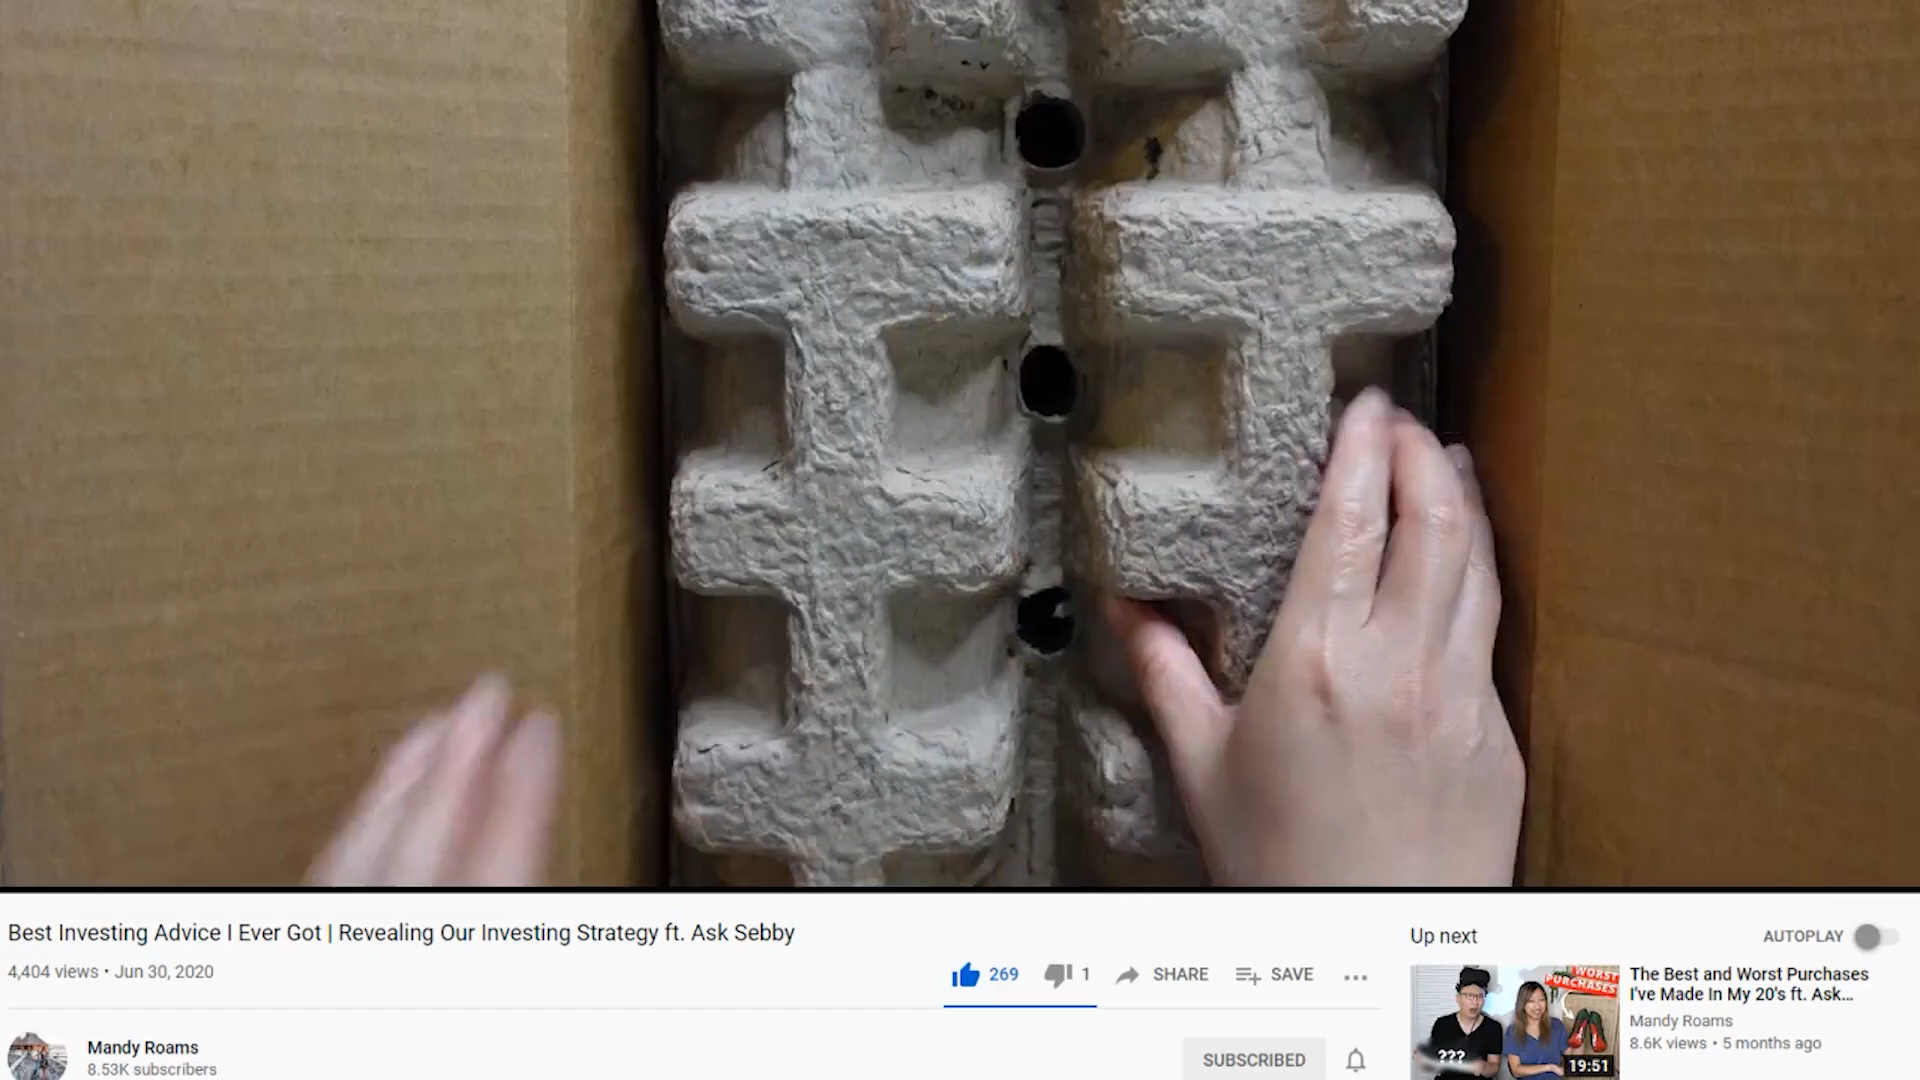 Best Investing Advice I Ever Got | Revealing Our Investing Strategy ft. Ask Sebby
4,404 views • Jun 30, 2020
269
1
SHARE
SAVE
Mandy Roams
8.53K subscribers
SUBSCRIBED
Up next
AUTOPLAY
WORST
PURCHASES
???
19:51
The Best and Worst Purchases
I've Made In My 20's ft. Ask...
Mandy Roams
8.6K views • 5 months ago